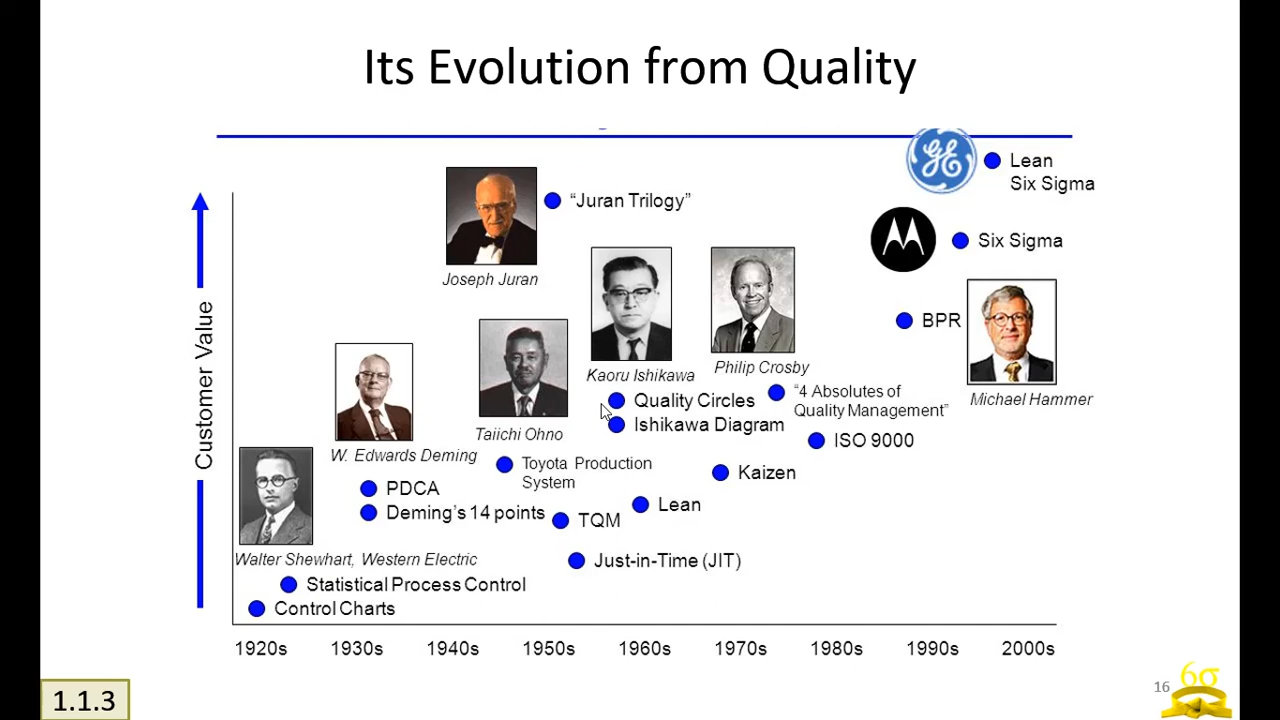 Its Evolution from Quality
GE
Lean
Six Sigma
"Juran Trilogy"
Joseph Juran
Six Sigma
BPR
Michael Hammer
Kaoru Ishikawa
Philip Crosby
Quality Circles
Ishikawa Diagram
"4 Absolutes of
Quality Management"
ISO 9000
Taiichi Ohno
Toyota Production
System
Kaizen
W. Edwards Deming
PDCA
Deming's 14 points
TQM
Lean
Just-in-Time (JIT)
Walter Shewhart, Western Electric
Statistical Process Control
Control Charts
Customer Value
1920s 1930s 1940s 1950s 1960s 1970s 1980s 1990s 2000s
1.1.3
16
6σ